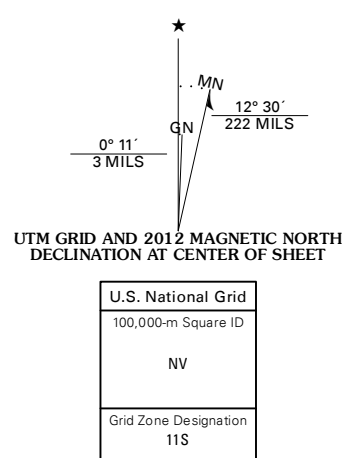 ★
MN
12° 30´
222 MILS
GN
0° 11´
3 MILS
UTM GRID AND 2012 MAGNETIC NORTH
DECLINATION AT CENTER OF SHEET
U.S. National Grid
100,000-m Square ID
NV
Grid Zone Designation
11S